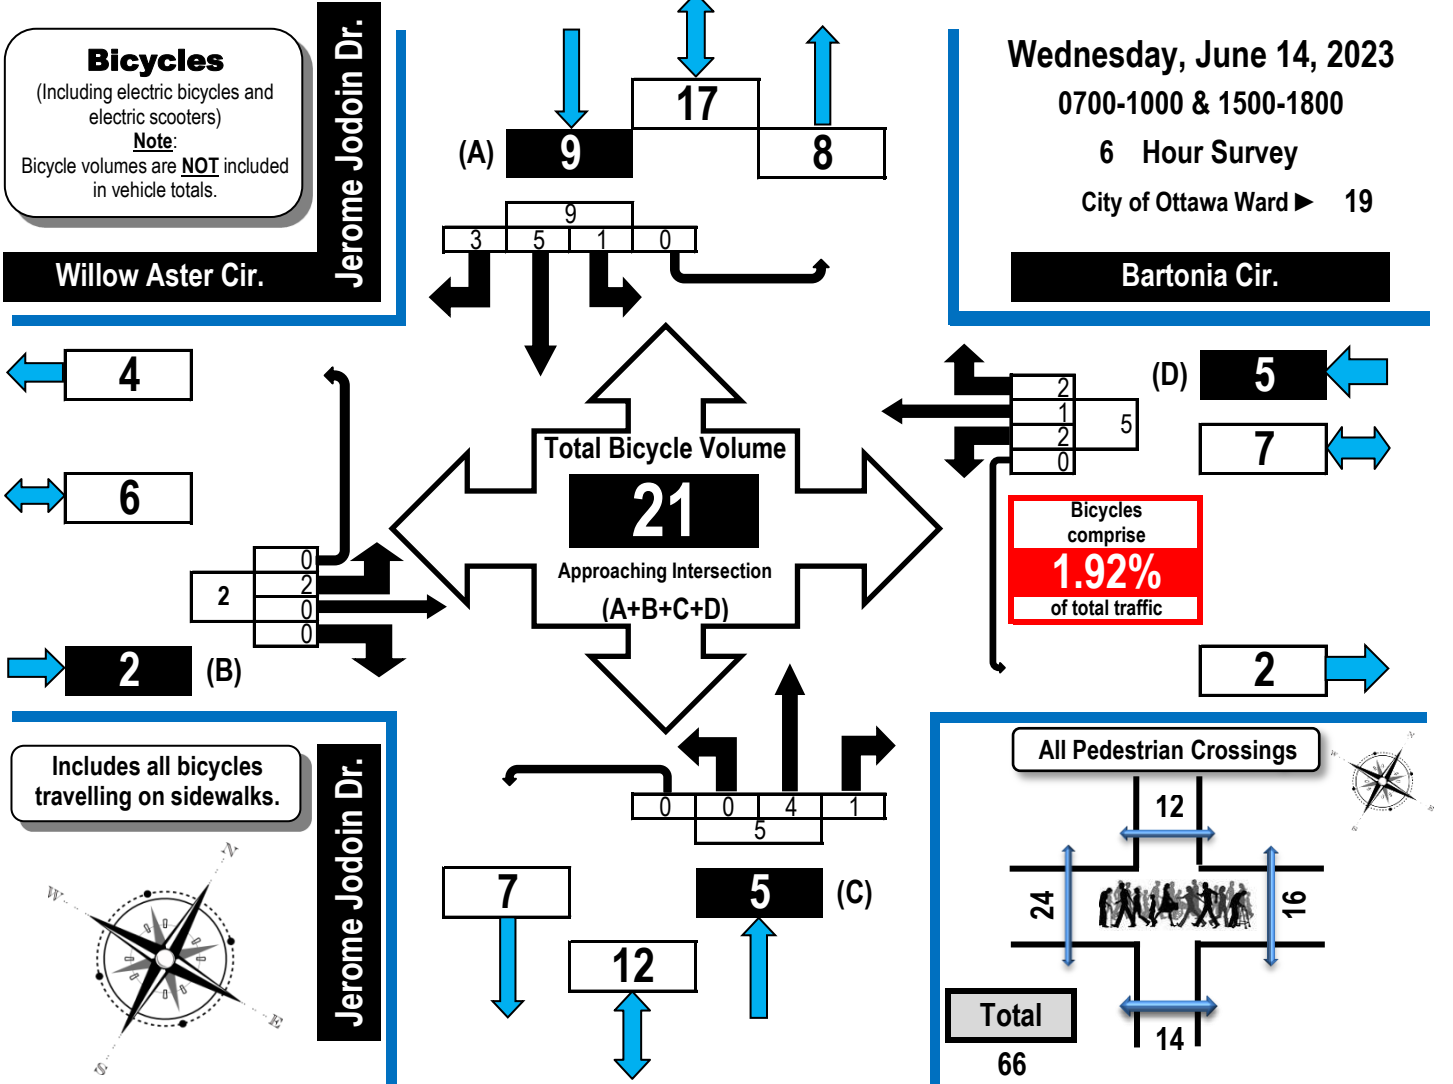 Bicycles
(Including electric bicycles and
electric scooters)
Note:
Bicycle volumes are NOT included
in vehicle totals.
Jerome Jodoin Dr.
Willow Aster Cir.
17
(A) 9
8
9
3 5 1 0
Wednesday, June 14, 2023
0700-1000 & 1500-1800
6 Hour Survey
City of Ottawa Ward ► 19
Bartonia Cir.
4
6
0
2
0
0
2
2 (B)
Total Bicycle Volume
21
Approaching Intersection
(A+B+C+D)
(D) 5
7
2
1
2
0
5
Bicycles
comprise
1.92%
of total traffic
2
Includes all bicycles
travelling on sidewalks.
Jerome Jodoin Dr.
N
W
E
S
0 0 4 1
5
7
5 (C)
12
All Pedestrian Crossings
N
W
E
S
12
24
16
14
Total
66